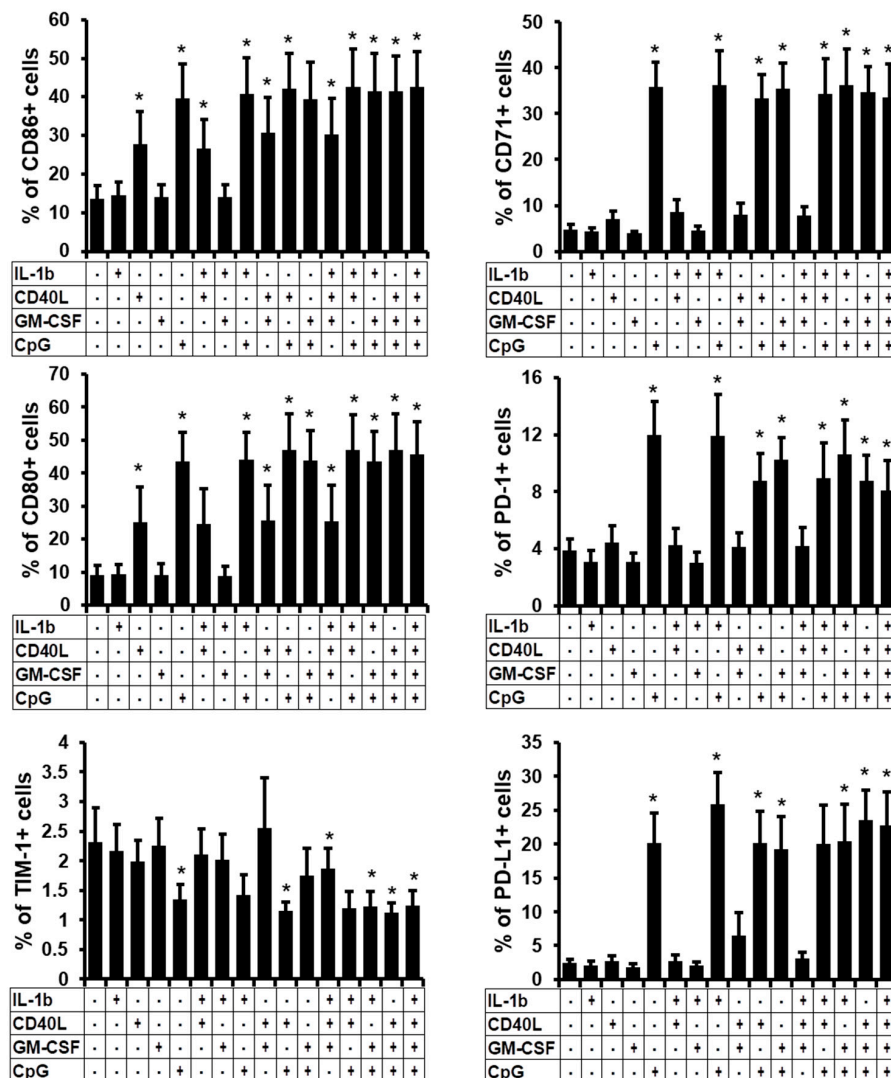 % of CD86+ cells
60
50
40
30
20
10
0
* * * * * * * * * * *
IL-1b - + - - - + + + - - - + + + - +
CD40L - - + - - + - - + + - + + - + +
GM-CSF - - - + - - + - + - + + - + + +
CpG - - - - + - - + - + + - + + + +
% of CD71+ cells
50
40
30
20
10
0
* * * * * * * *
IL-1b - + - - - + + + - - - + + + - +
CD40L - - + - - + - - + + - + + - + +
GM-CSF - - - + - - + - + - + + - + + +
CpG - - - - + - - + - + + - + + + +
% of CD80+ cells
70
60
50
40
30
20
10
0
* * * * * * * * * * *
IL-1b - + - - - + + + - - - + + + - +
CD40L - - + - - + - - + + - + + - + +
GM-CSF - - - + - - + - + - + + - + + +
CpG - - - - + - - + - + + - + + + +
% of PD-1+ cells
16
12
8
4
0
* * * * * * * *
IL-1b - + - - - + + + - - - + + + - +
CD40L - - + - - + - - + + - + + - + +
GM-CSF - - - + - - + - + - + + - + + +
CpG - - - - + - - + - + + - + + + +
% of TIM-1+ cells
4
3.5
3
2.5
2
1.5
1
0.5
0
* * * * * *
IL-1b - + - - - + + + - - - + + + - +
CD40L - - + - - + - - + + - + + - + +
GM-CSF - - - + - - + - + - + + - + + +
CpG - - - - + - - + - + + - + + + +
% of PD-L1+ cells
35
30
25
20
15
10
5
0
* * * * * * *
IL-1b - + - - - + + + - - - + + + - +
CD40L - - + - - + - - + + - + + - + +
GM-CSF - - - + - - + - + - + + - + + +
CpG - - - - + - - + - + + - + + + +